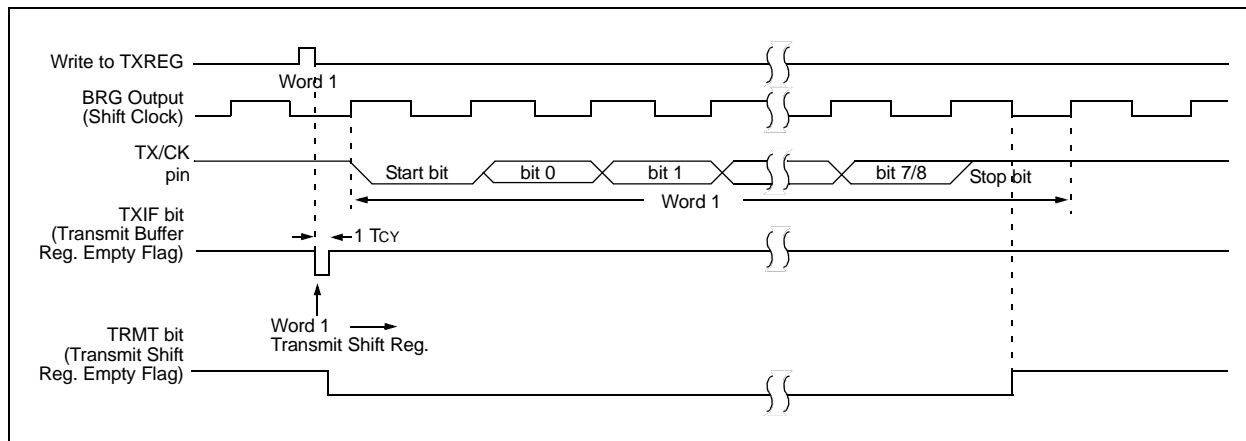 Write to TXREG
Word 1
BRG Output
(Shift Clock)
TX/CK
pin
Start bit
bit 0
bit 1
bit 7/8
Stop bit
Word 1
TXIF bit
(Transmit Buffer
Reg. Empty Flag)
1 TCY
Word 1
Transmit Shift Reg.
TRMT bit
(Transmit Shift
Reg. Empty Flag)